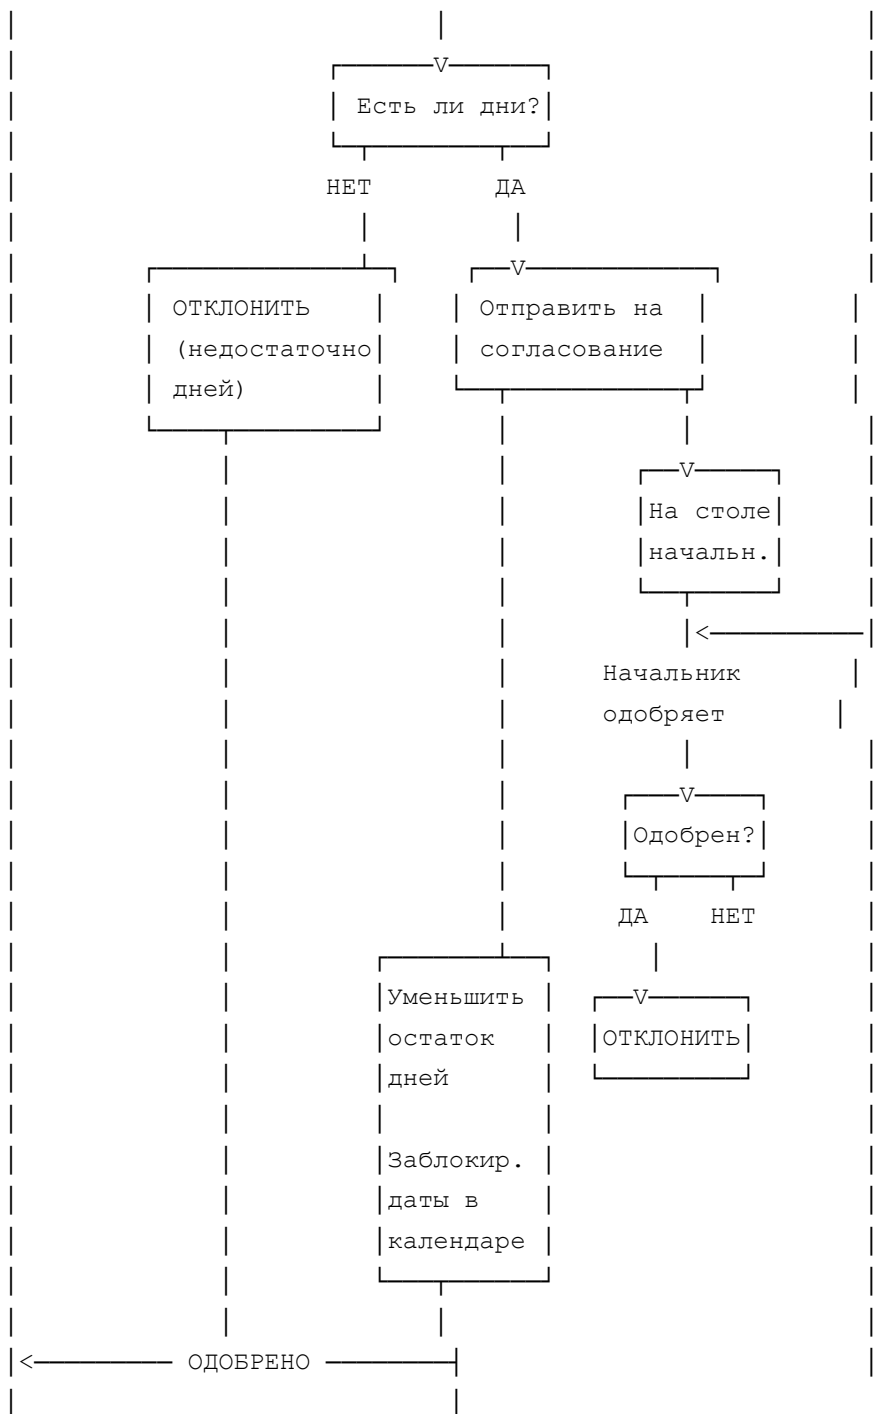 Есть ли дни?
НЕТ ДА
ОТКЛОНИТЬ Отправить на
(недостаточно согласование
дней)
На столе
начальн.
Начальник
одобряет
Одобрен?
ДА НЕТ
Уменьшить
остаток ОТКЛОНИТЬ
дней
Заблокир.
даты в
календаре
ОДОБРЕНО